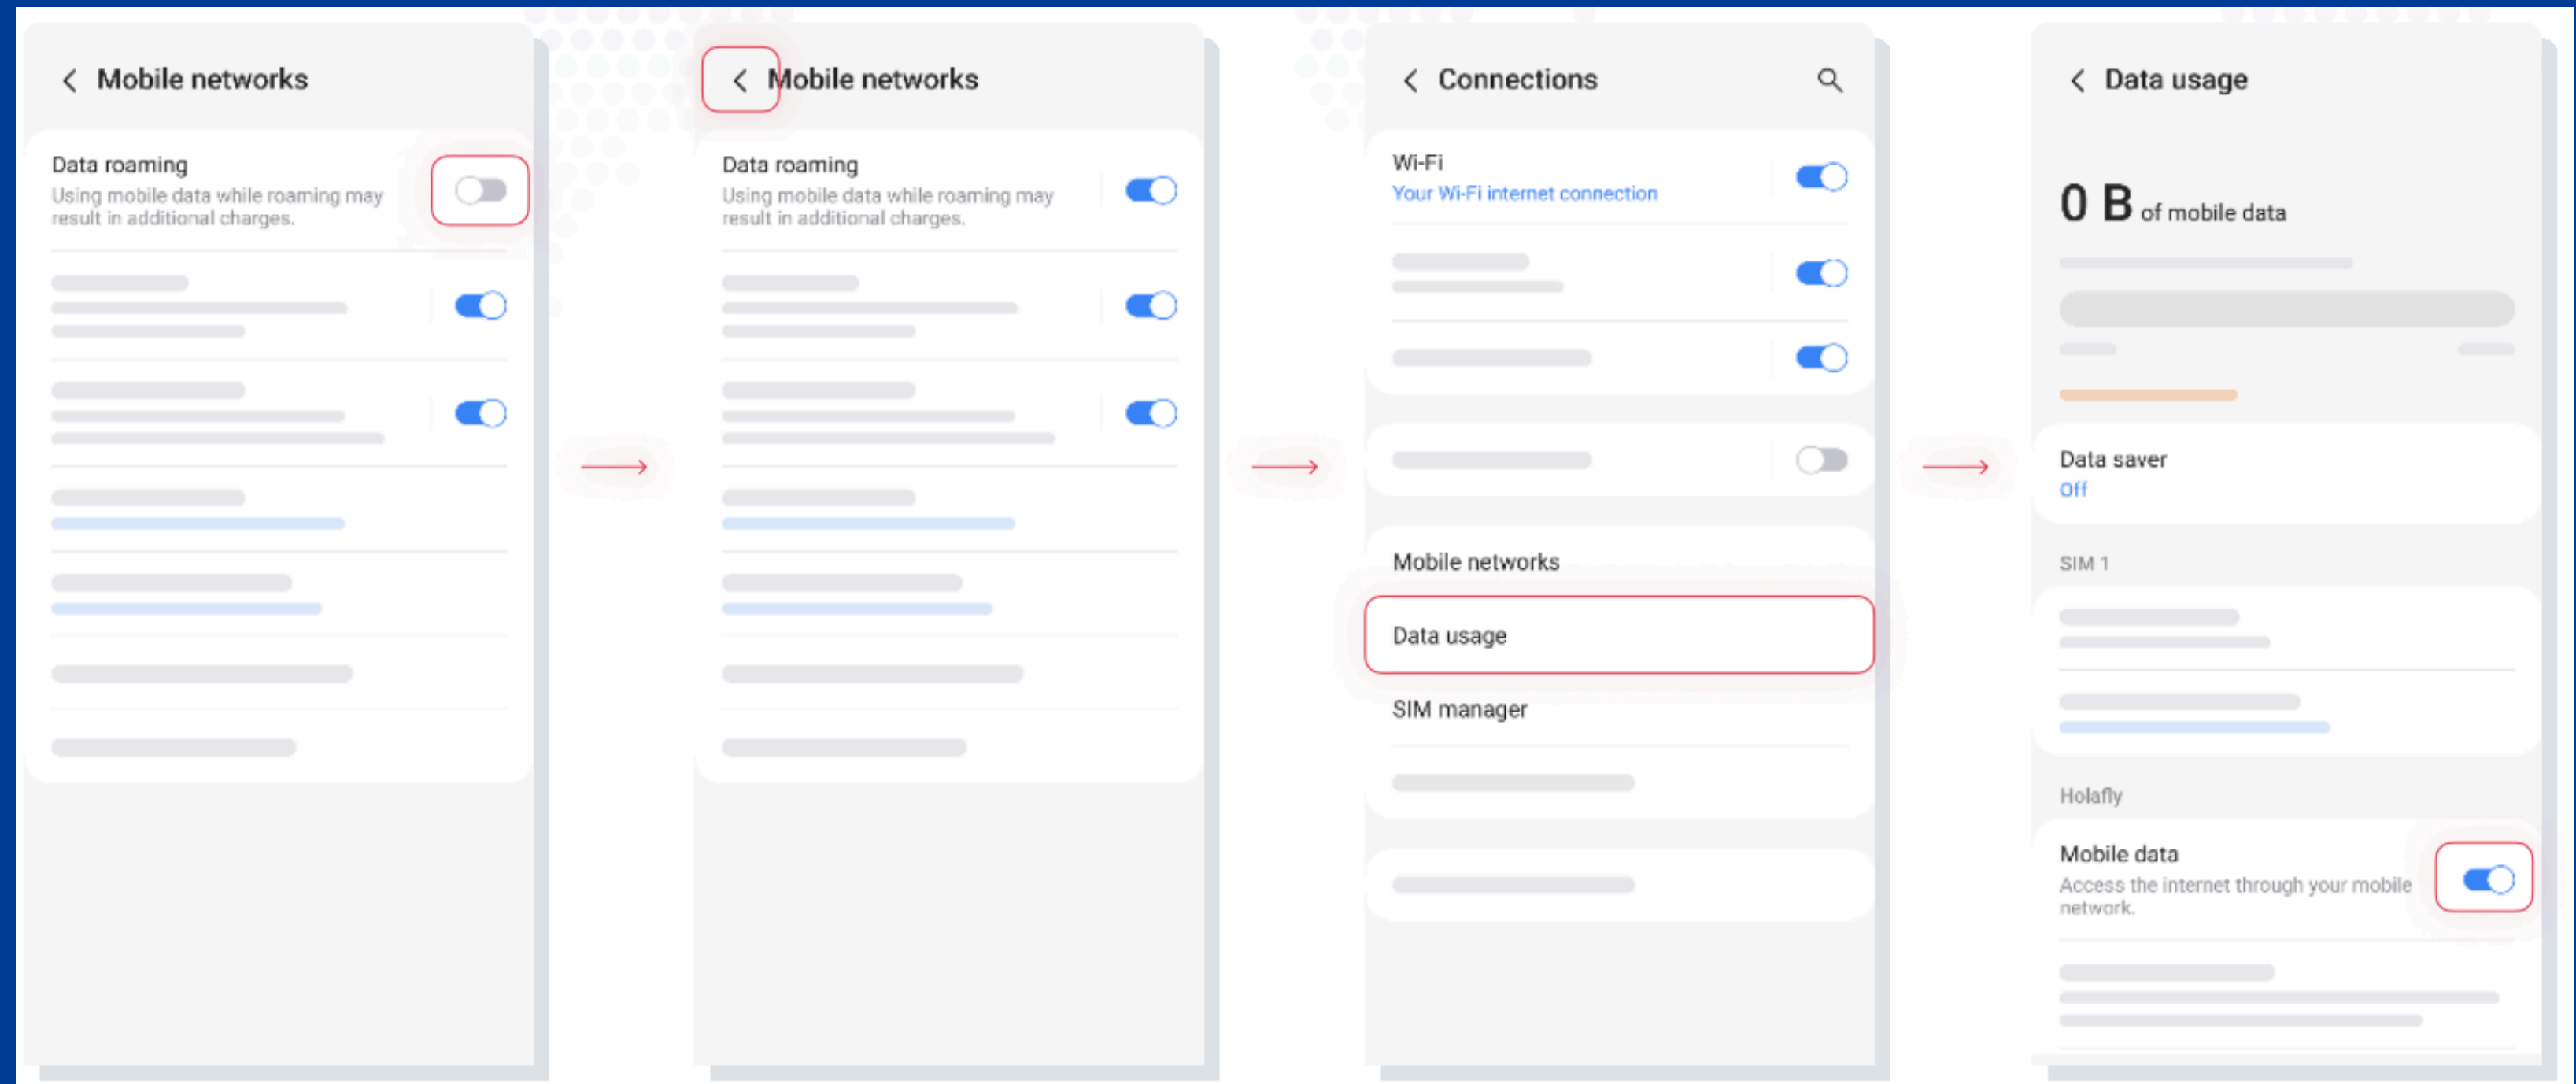 Mobile networks
Data roaming
Using mobile data while roaming may
result in additional charges.
Mobile networks
Data roaming
Using mobile data while roaming may
result in additional charges.
Connections
Wi-Fi
Your Wi-Fi internet connection
Mobile networks
Data usage
SIM manager
Data usage
0 B of mobile data
Data saver
Off
SIM 1
Holafly
Mobile data
Access the internet through your mobile
network.